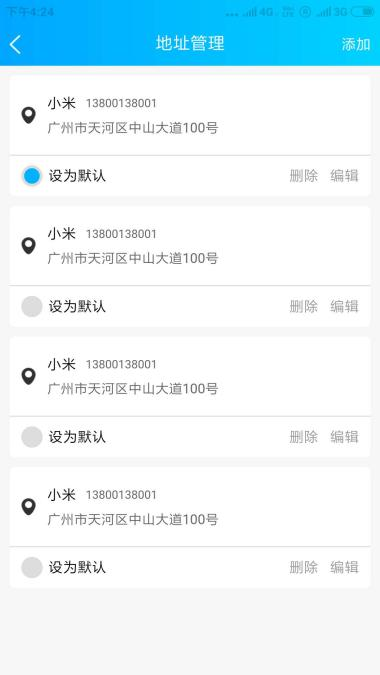 下午4:24
4G
3G
地址管理
添加
小米 13800138001
广州市天河区中山大道100号
设为默认 删除 编辑
小米 13800138001
广州市天河区中山大道100号
设为默认 删除 编辑
小米 13800138001
广州市天河区中山大道100号
设为默认 删除 编辑
小米 13800138001
广州市天河区中山大道100号
设为默认 删除 编辑